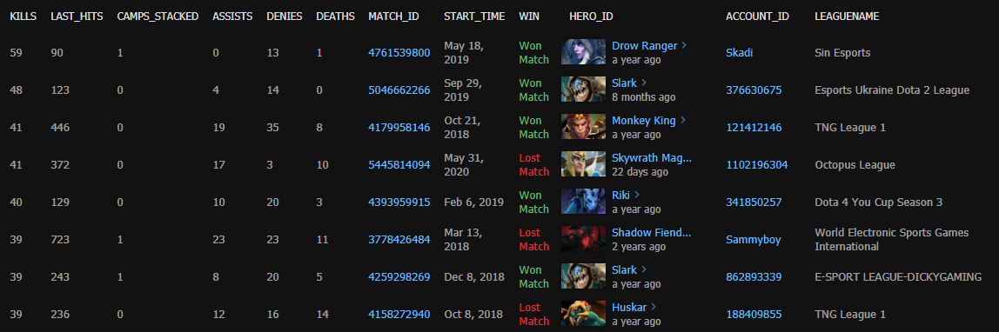 KILLS LAST_HITS CAMPS_STACKED ASSISTS DENIES DEATHS MATCH_ID START_TIME WIN HERO_ID ACCOUNT_ID LEAGUENAME
59 90 1 0 13 1 4761539800 May 18, 2019 Won Match Drow Ranger > a year ago Skadi Sin Esports
48 123 0 4 14 0 5046662266 Sep 29, 2019 Won Match Slark > 8 months ago 376630675 Esports Ukraine Dota 2 League
41 446 0 19 35 8 4179958146 Oct 21, 2018 Won Match Monkey King > a year ago 121412146 TNG League 1
41 372 0 17 3 10 5445814094 May 31, 2020 Lost Match Skywrath Mag... 22 days ago 1102196304 Octopus League
40 129 0 10 20 3 4393959915 Feb 6, 2019 Won Match Riki > a year ago 341850257 Dota 4 You Cup Season 3
39 723 1 23 23 11 3778426484 Mar 13, 2018 Lost Match Shadow Fiend... 2 years ago Sammyboy World Electronic Sports Games International
39 243 1 8 20 5 4259298269 Dec 8, 2018 Won Match Slark > a year ago 862893339 E-SPORT LEAGUE-DICKYGAMING
39 236 0 12 16 14 4158272940 Oct 8, 2018 Lost Match Huskar > a year ago 188409855 TNG League 1